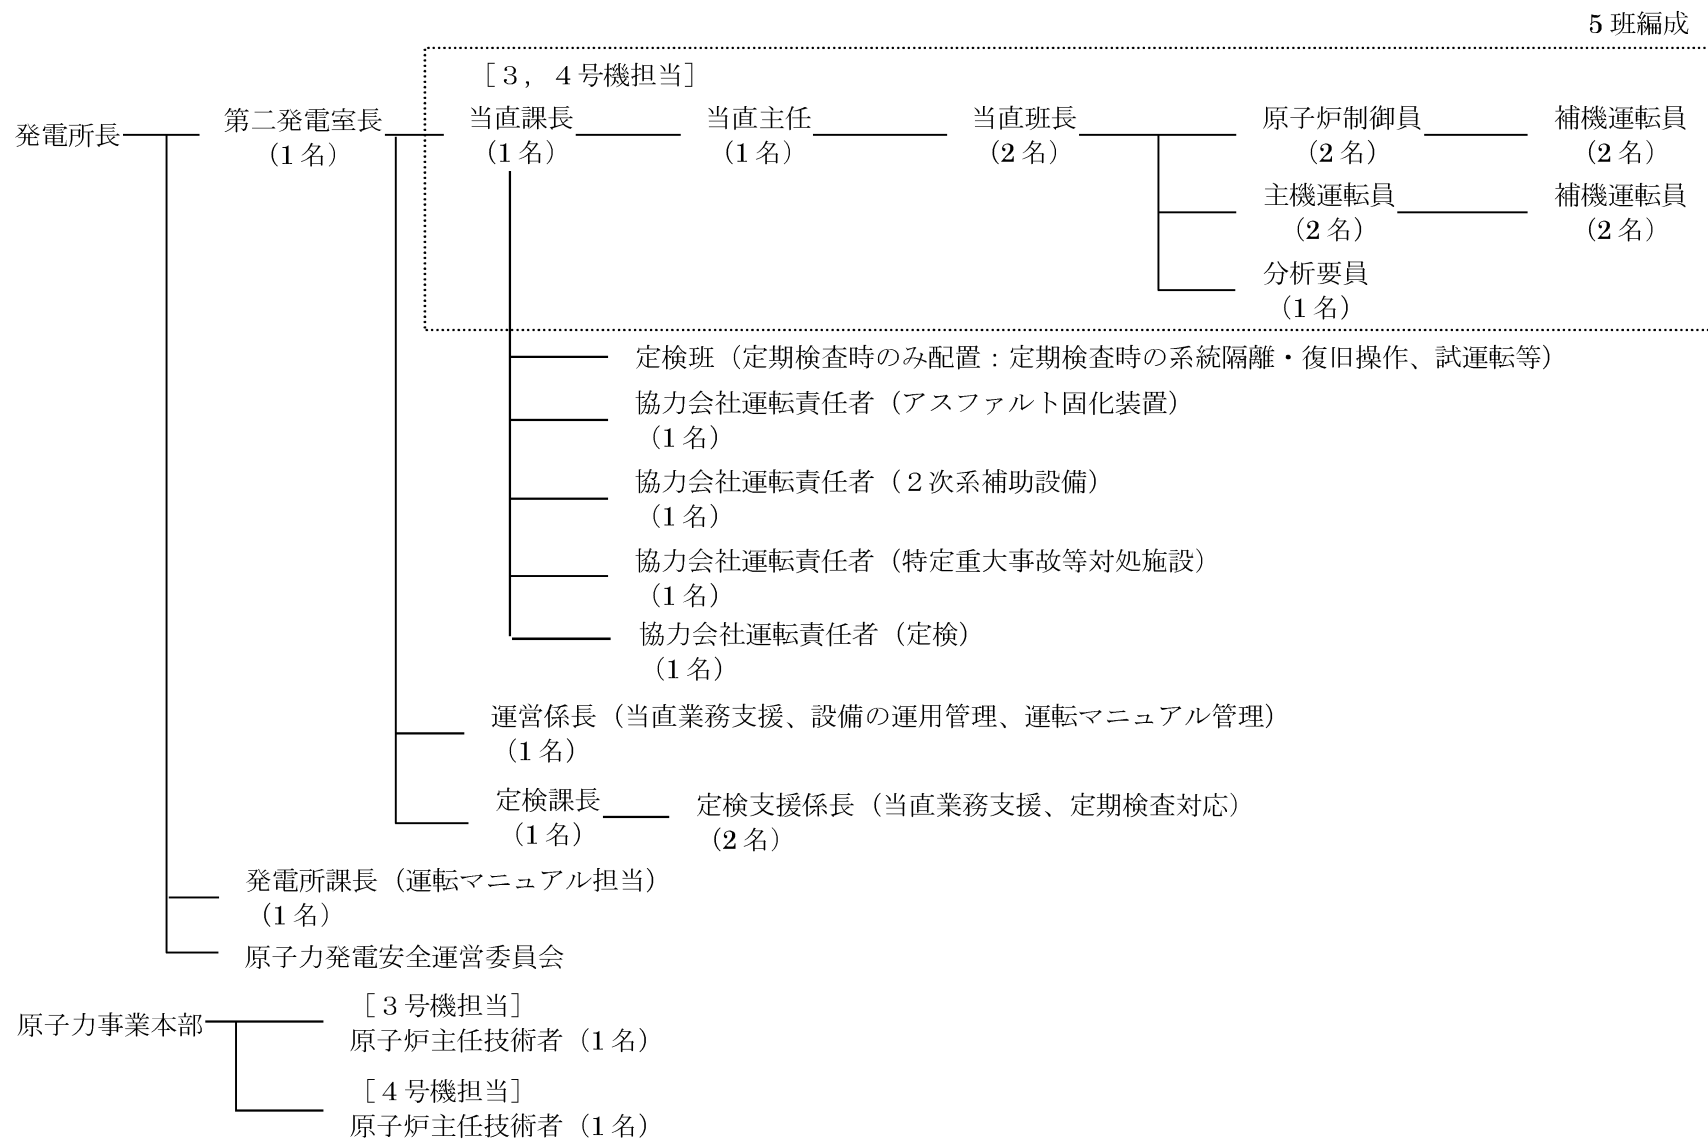 5 班編成
［３，４号機担当］
発電所長
第二発電室長
（1 名）
当直課長
（1 名）
当直主任
（1 名）
当直班長
（2 名）
原子炉制御員
（2 名）
補機運転員
（2 名）
主機運転員
（2 名）
補機運転員
（2 名）
分析要員
（1 名）
定検班（定期検査時のみ配置：定期検査時の系統隔離・復旧操作、試運転等）
協力会社運転責任者（アスファルト固化装置）
（1 名）
協力会社運転責任者（２次系補助設備）
（1 名）
協力会社運転責任者（特定重大事故等対処施設）
（1 名）
協力会社運転責任者（定検）
（1 名）
運営係長（当直業務支援、設備の運用管理、運転マニュアル管理）
（1 名）
定検課長
（1 名）
定検支援係長（当直業務支援、定期検査対応）
（2 名）
発電所課長（運転マニュアル担当）
（1 名）
原子力発電安全運営委員会
原子力事業本部
［３号機担当］
原子炉主任技術者（1 名）
［４号機担当］
原子炉主任技術者（1 名）